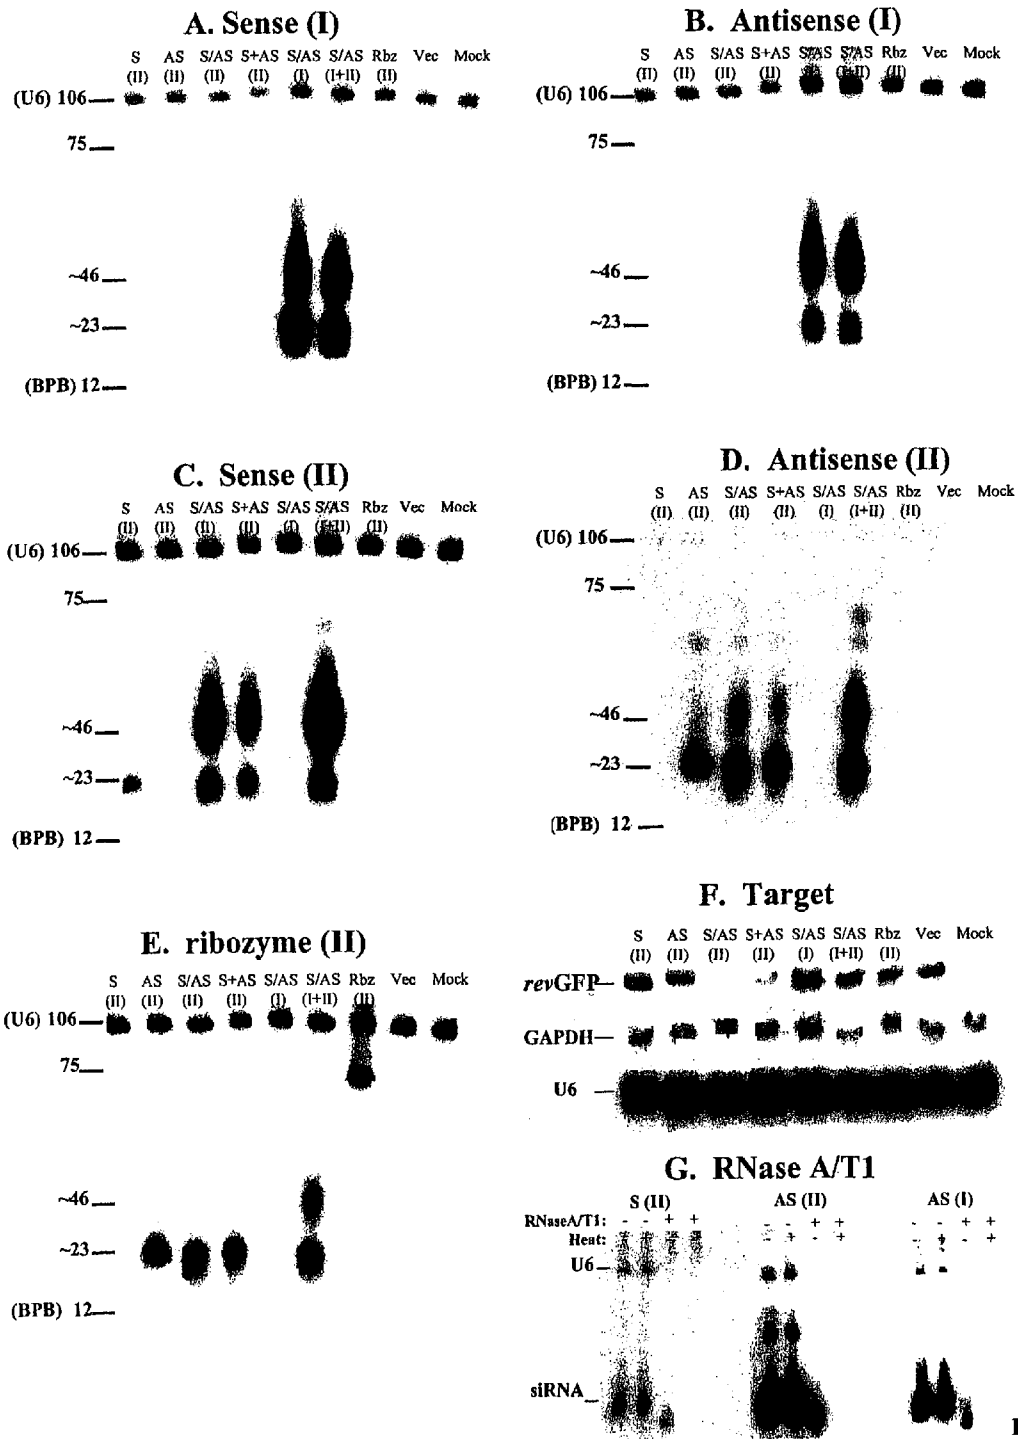 A. Sense (I)
S AS S/AS S+AS S/AS S/AS Rbz Vec Mock
(II) (II) (II) (II) (I) (I+II) (II)
(U6) 106
75
~46
~23
(BPB) 12
B. Antisense (I)
S AS S/AS S+AS S/AS S/AS Rbz Vec Mock
(II) (II) (II) (II) (I) (I+II) (II)
(U6) 106
75
~46
~23
(BPB) 12
C. Sense (II)
S AS S/AS S+AS S/AS S/AS Rbz Vec Mock
(II) (II) (II) (II) (I) (I+II) (II)
(U6) 106
75
~46
~23
(BPB) 12
D. Antisense (II)
S AS S/AS S+AS S/AS S/AS Rbz Vec Mock
(II) (II) (II) (II) (I) (I+II) (II)
(U6) 106
75
~46
~23
(BPB) 12
E. ribozyme (II)
S AS S/AS S+AS S/AS S/AS Rbz Vec Mock
(II) (II) (II) (II) (I) (I+II) (II)
(U6) 106
75
~46
~23
(BPB) 12
F. Target
S AS S/AS S+AS S/AS S/AS Rbz Vec Mock
(II) (II) (II) (II) (I) (I+II) (II)
revGFP
GAPDH
U6
G. RNase A/T1
S (II) AS (II) AS (I)
RNaseA/T1: - - + + - - + + - - + +
Heat: - + - + - + - + - + - +
U6
siRNA